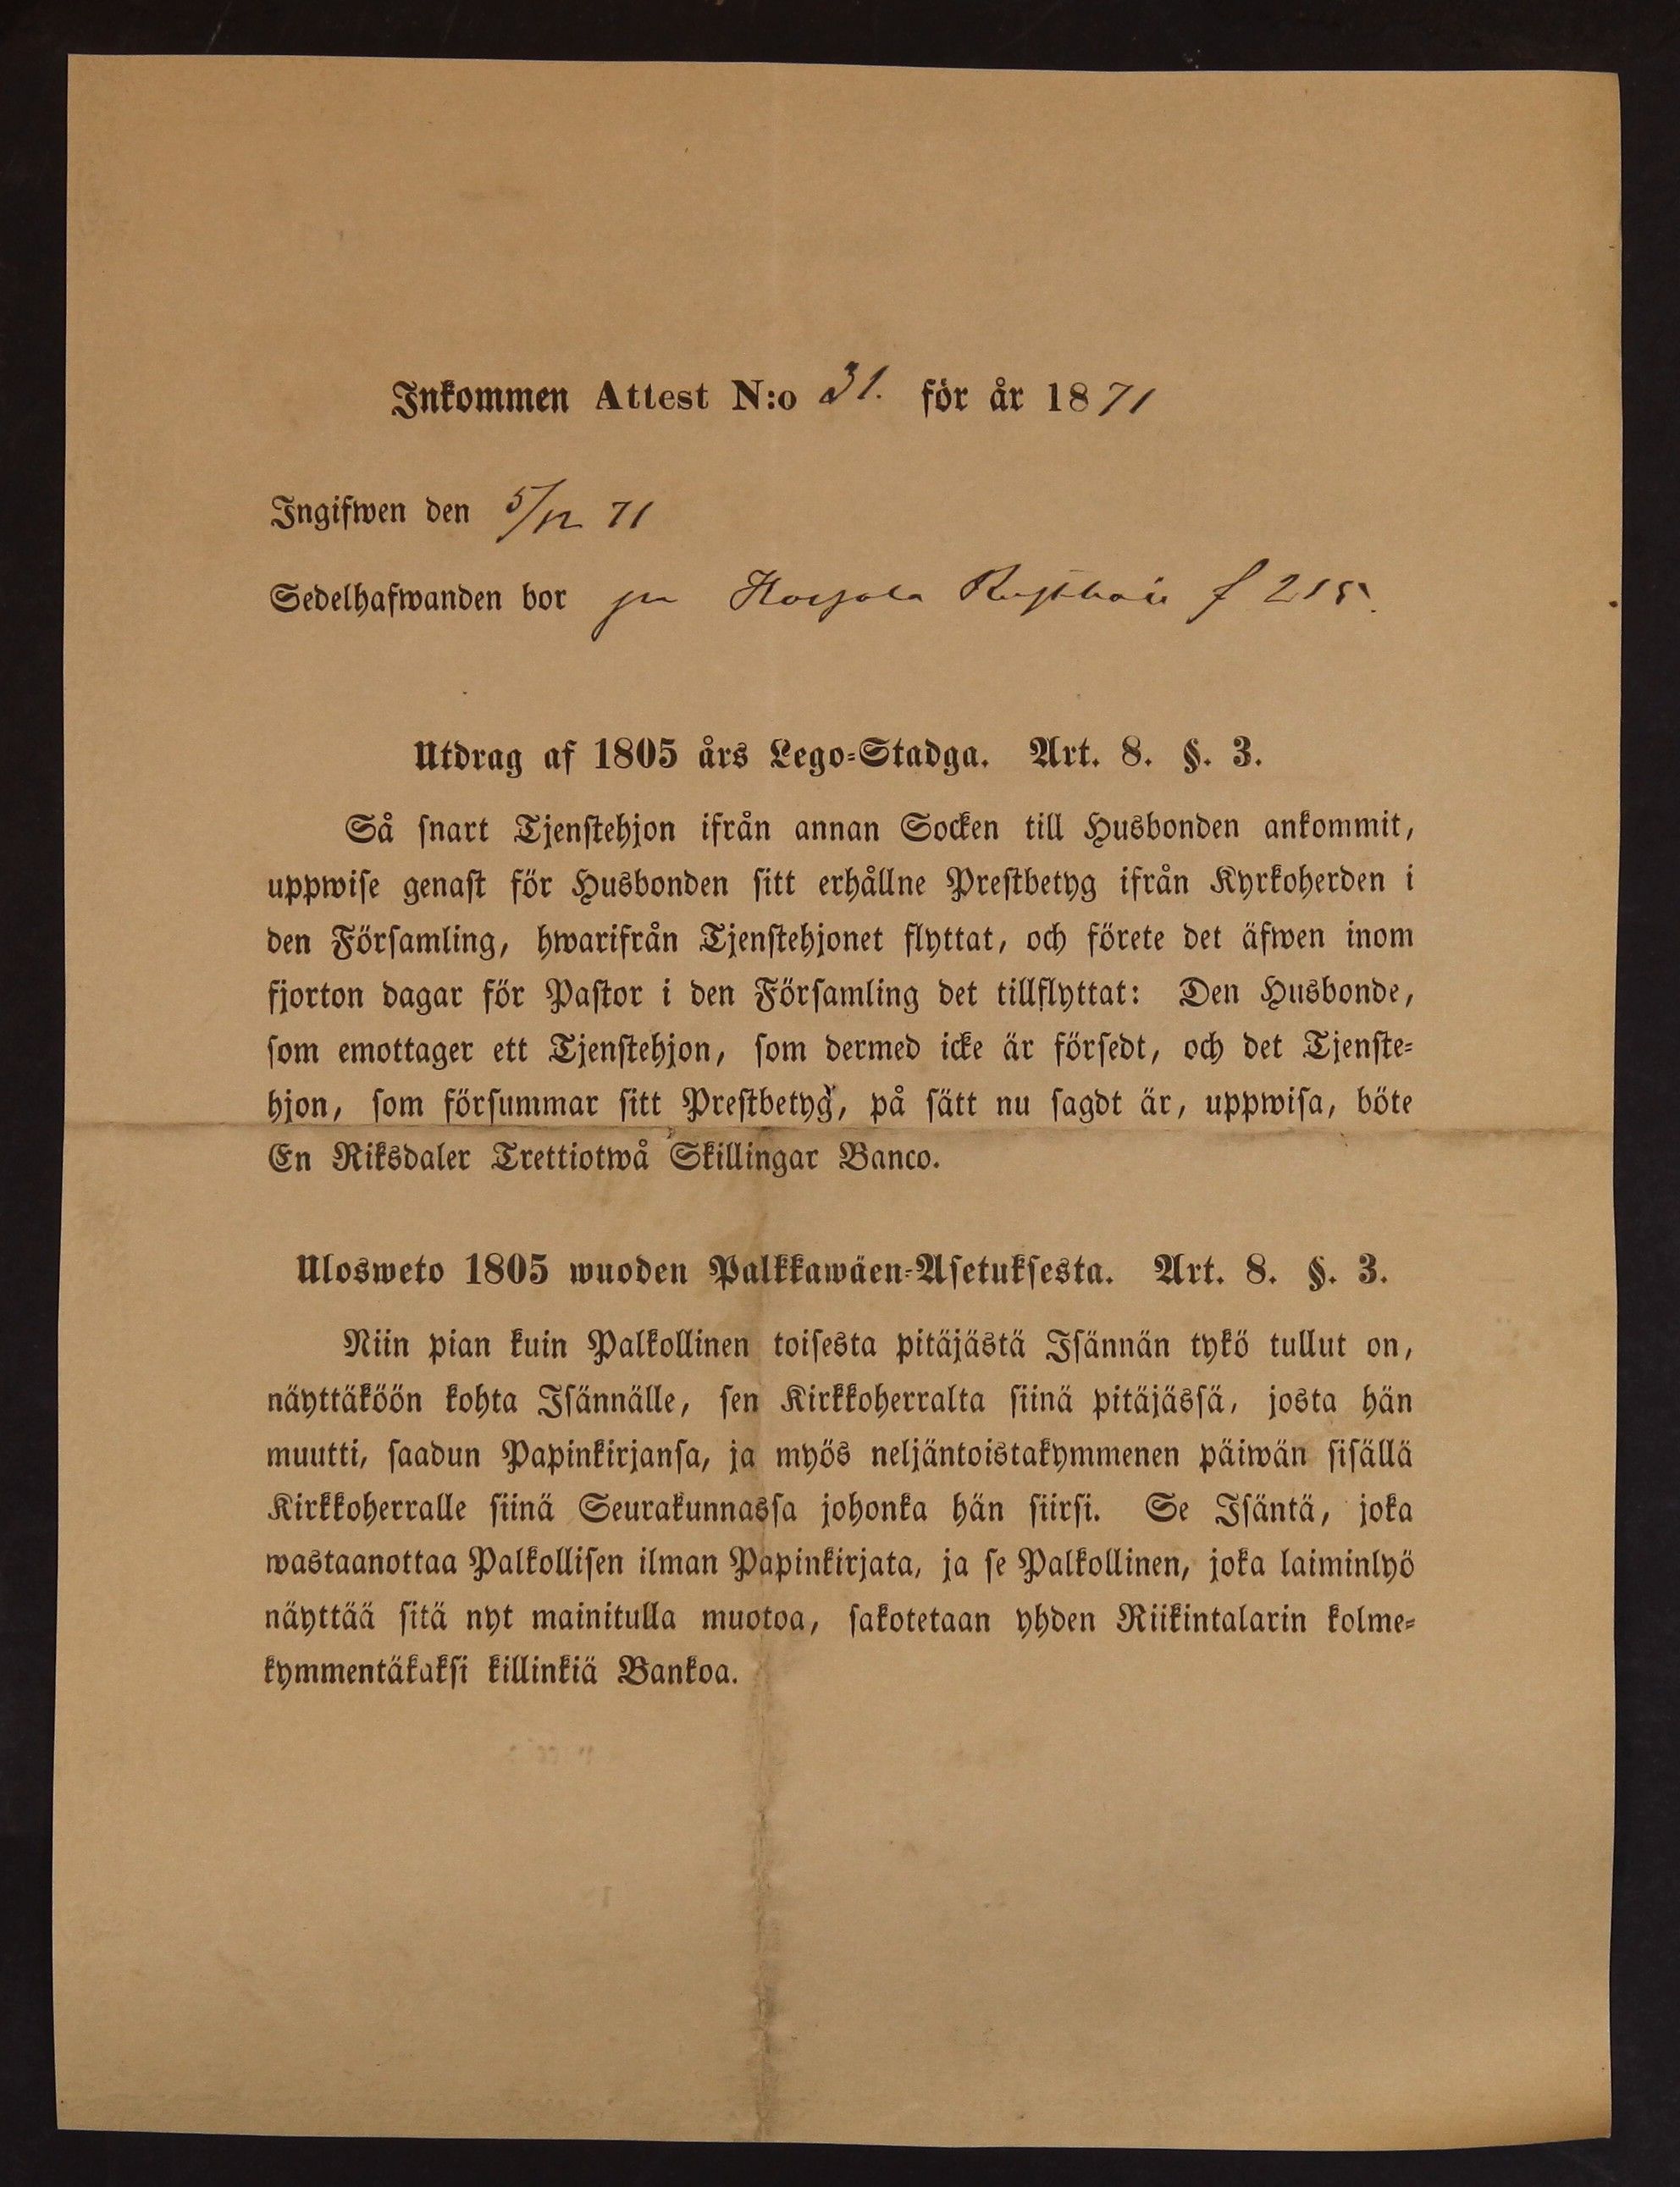 Inkommen Attest N:o 31. för år 1871
Ingifwen den 5/12 71
Sedelhafwanden bor på f 215.
Utdrag af 1805 års Lego-Stadga. Art. 8. §. 3.
Så snart Tjenstehjon ifrån annan Socken till Husbonden ankommit,
uppwise genast för Husbonden sitt erhållne Prestbetyg ifrån Kyrkoherden i
den Församling, hwarifrån Tjenstehjonet flyttat, och förete det äfwen inom
fjorton dagar för Pastor i den Församling det tillflyttat: Den Husbonde,
som emottager ett Tjenstehjon, som dermed icke är försedt, och det Tjenste-
hjon, som försummar sitt Prestbetyg, på sätt nu sagdt är, uppwisa, böte
En Riksdaler Trettiotwå Skillingar Banco.
Ulosweto 1805 wuoden Palkkawäen-Asetuksesta. Art. 8. §. 3.
Niin pian kuin Palkollinen toisesta pitäjästä Isännän tykö tullut on,
näyttäköön kohta Isännälle, sen Kirkkoherralta siinä pitäjässä, josta hän
muutti, saadun Papinkirjansa, ja myös neljäntoistakymmenen päiwän sisällä
Kirkkoherralle siinä Seurakunnassa johonka hän siirsi. Se Isäntä, joka
wastaanottaa Palkollisen ilman Papinkirjata, ja se Palkollinen, joka laiminlyö
näyttää sitä nyt mainitulla muotoa, sakotetaan yhden Riikintalarin kolme-
kymmentäkaksi killinkiä Bankoa.